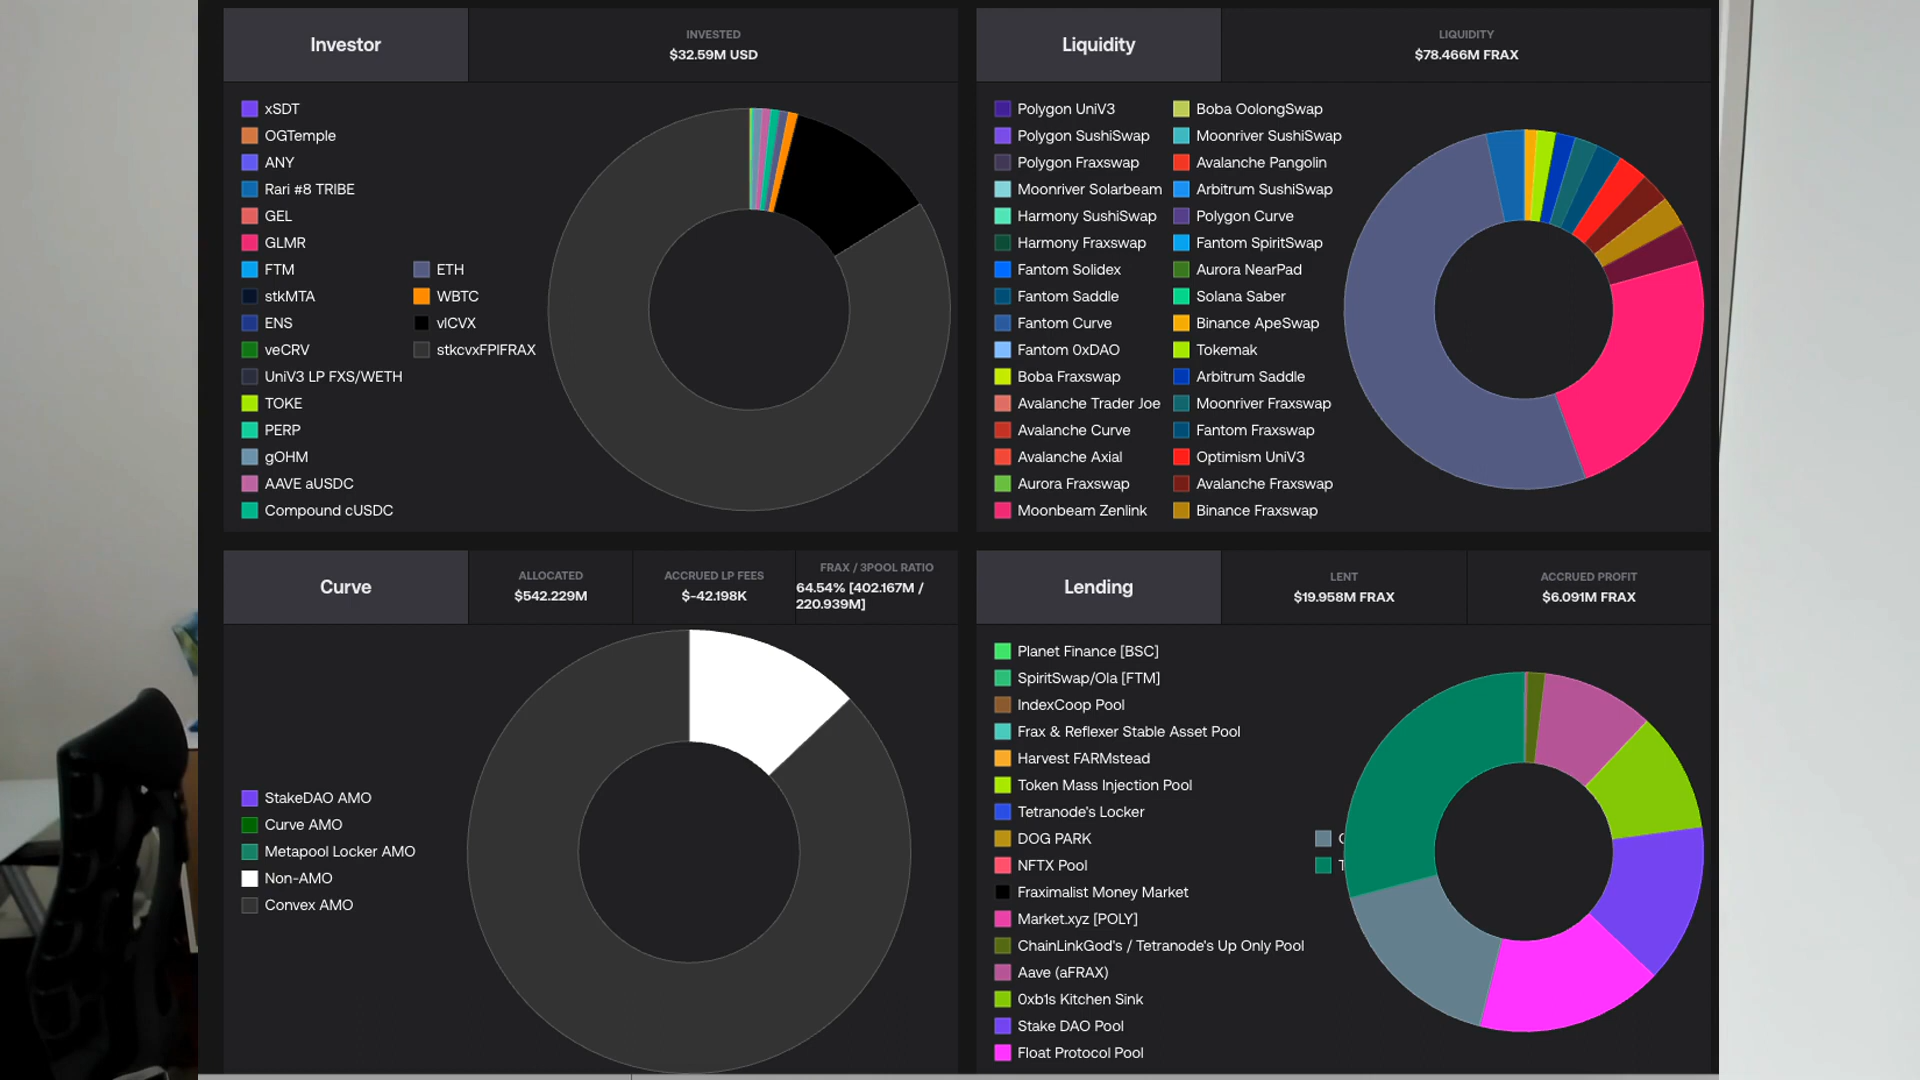 Investor
INVESTED
$32.59M USD
xSDT
OGTemple
ANY
Rari #8 TRIBE
GEL
GLMR
FTM
stkMTA
ENS
veCRV
UniV3 LP FXS/WETH
TOKE
PERP
gOHM
AAVE aUSDC
Compound cUSDC
ETH
WBTC
vlCVX
stkcvxFPIFRAX
Liquidity
LIQUIDITY
$78.466M FRAX
Polygon UniV3
Polygon SushiSwap
Polygon Fraxswap
Moonriver Solarbeam
Harmony SushiSwap
Harmony Fraxswap
Fantom Solidex
Fantom Saddle
Fantom Curve
Fantom 0xDAO
Boba Fraxswap
Avalanche Trader Joe
Avalanche Curve
Avalanche Axial
Aurora Fraxswap
Moonbeam Zenlink
Boba OolongSwap
Moonriver SushiSwap
Avalanche Pangolin
Arbitrum SushiSwap
Polygon Curve
Fantom SpiritSwap
Aurora NearPad
Solana Saber
Binance ApeSwap
Tokemak
Arbitrum Saddle
Moonriver Fraxswap
Fantom Fraxswap
Optimism UniV3
Avalanche Fraxswap
Binance Fraxswap
Curve
ALLOCATED
$542.229M
ACCRUED LP FEES
$-42.198K
FRAX / 3POOL RATIO
64.54% [402.167M /
220.939M]
StakeDAO AMO
Curve AMO
Metapool Locker AMO
Non-AMO
Convex AMO
Lending
LENT
$19.958M FRAX
ACCRUED PROFIT
$6.091M FRAX
Planet Finance [BSC]
SpiritSwap/Ola [FTM]
IndexCoop Pool
Frax & Reflexer Stable Asset Pool
Harvest FARMstead
Token Mass Injection Pool
Tetranode's Locker
DOG PARK
NFTX Pool
Fraximalist Money Market
Market.xyz [POLY]
ChainLinkGod's / Tetranode's Up Only Pool
Aave (aFRAX)
0xb1s Kitchen Sink
Stake DAO Pool
Float Protocol Pool